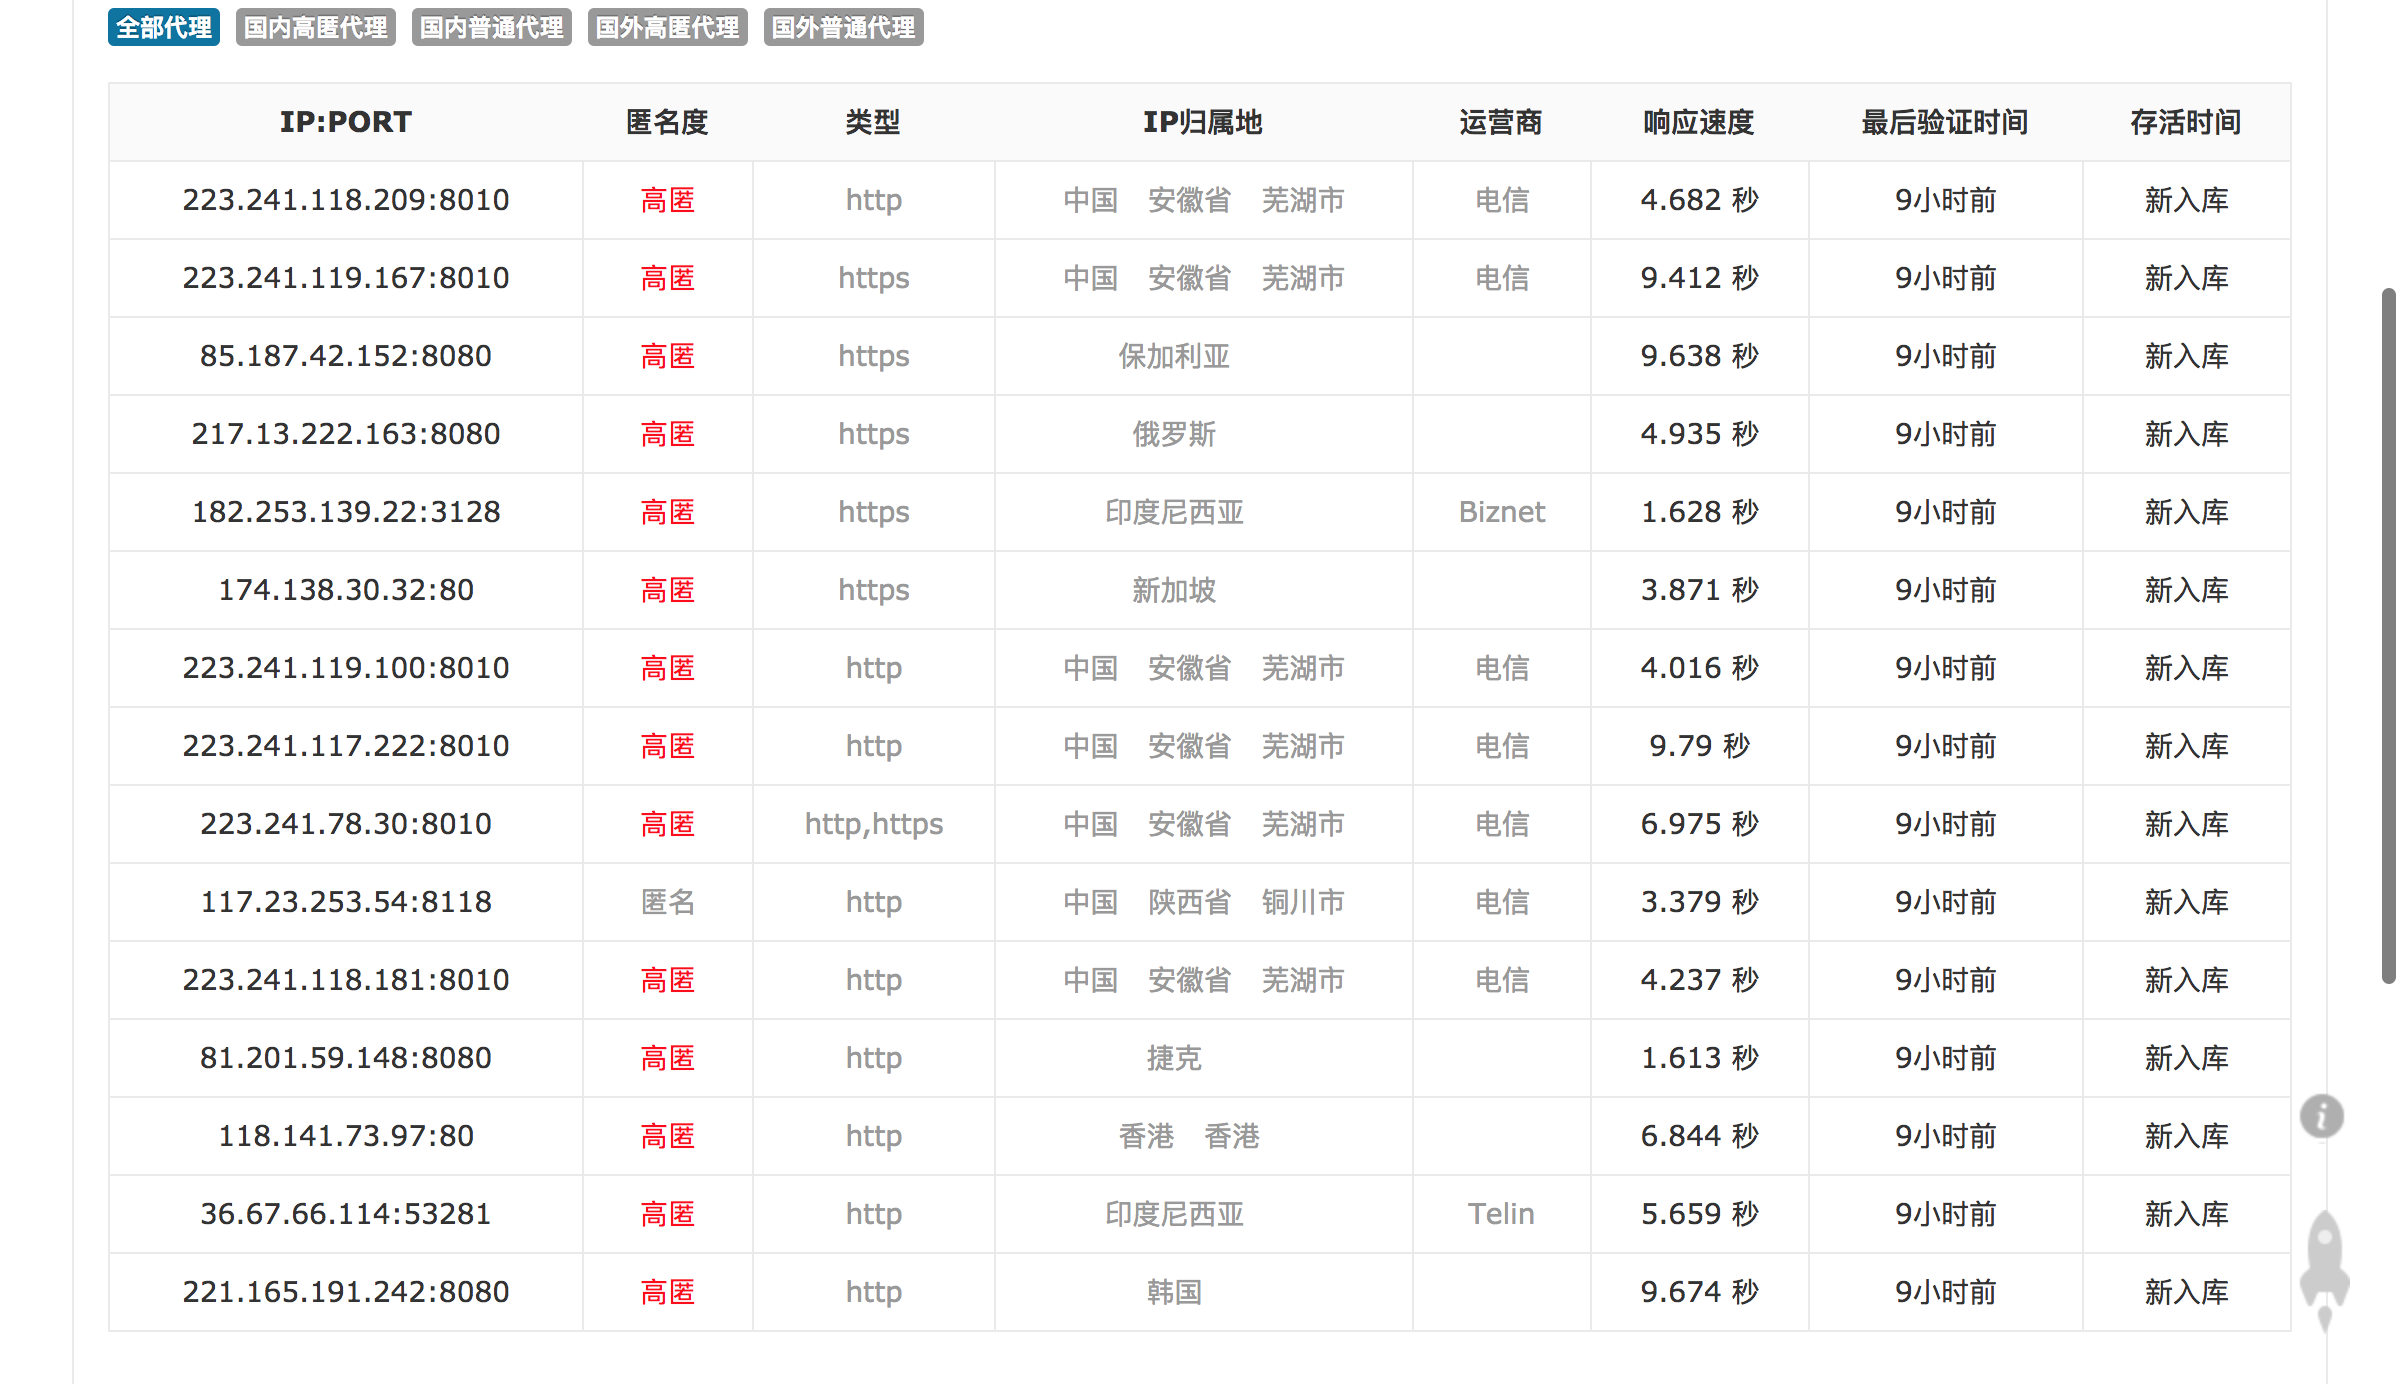 全部代理 国内高匿代理 国内普通代理 国外高匿代理 国外普通代理
IP:PORT 匿名度 类型 IP归属地 运营商 响应速度 最后验证时间 存活时间
223.241.118.209:8010 高匿 http 中国 安徽省 芜湖市 电信 4.682 秒 9小时前 新入库
223.241.119.167:8010 高匿 https 中国 安徽省 芜湖市 电信 9.412 秒 9小时前 新入库
85.187.42.152:8080 高匿 https 保加利亚 9.638 秒 9小时前 新入库
217.13.222.163:8080 高匿 https 俄罗斯 4.935 秒 9小时前 新入库
182.253.139.22:3128 高匿 https 印度尼西亚 Biznet 1.628 秒 9小时前 新入库
174.138.30.32:80 高匿 https 新加坡 3.871 秒 9小时前 新入库
223.241.119.100:8010 高匿 http 中国 安徽省 芜湖市 电信 4.016 秒 9小时前 新入库
223.241.117.222:8010 高匿 http 中国 安徽省 芜湖市 电信 9.79 秒 9小时前 新入库
223.241.78.30:8010 高匿 http,https 中国 安徽省 芜湖市 电信 6.975 秒 9小时前 新入库
117.23.253.54:8118 匿名 http 中国 陕西省 铜川市 电信 3.379 秒 9小时前 新入库
223.241.118.181:8010 高匿 http 中国 安徽省 芜湖市 电信 4.237 秒 9小时前 新入库
81.201.59.148:8080 高匿 http 捷克 1.613 秒 9小时前 新入库
118.141.73.97:80 高匿 http 香港 香港 6.844 秒 9小时前 新入库
36.67.66.114:53281 高匿 http 印度尼西亚 Telin 5.659 秒 9小时前 新入库
221.165.191.242:8080 高匿 http 韩国 9.674 秒 9小时前 新入库